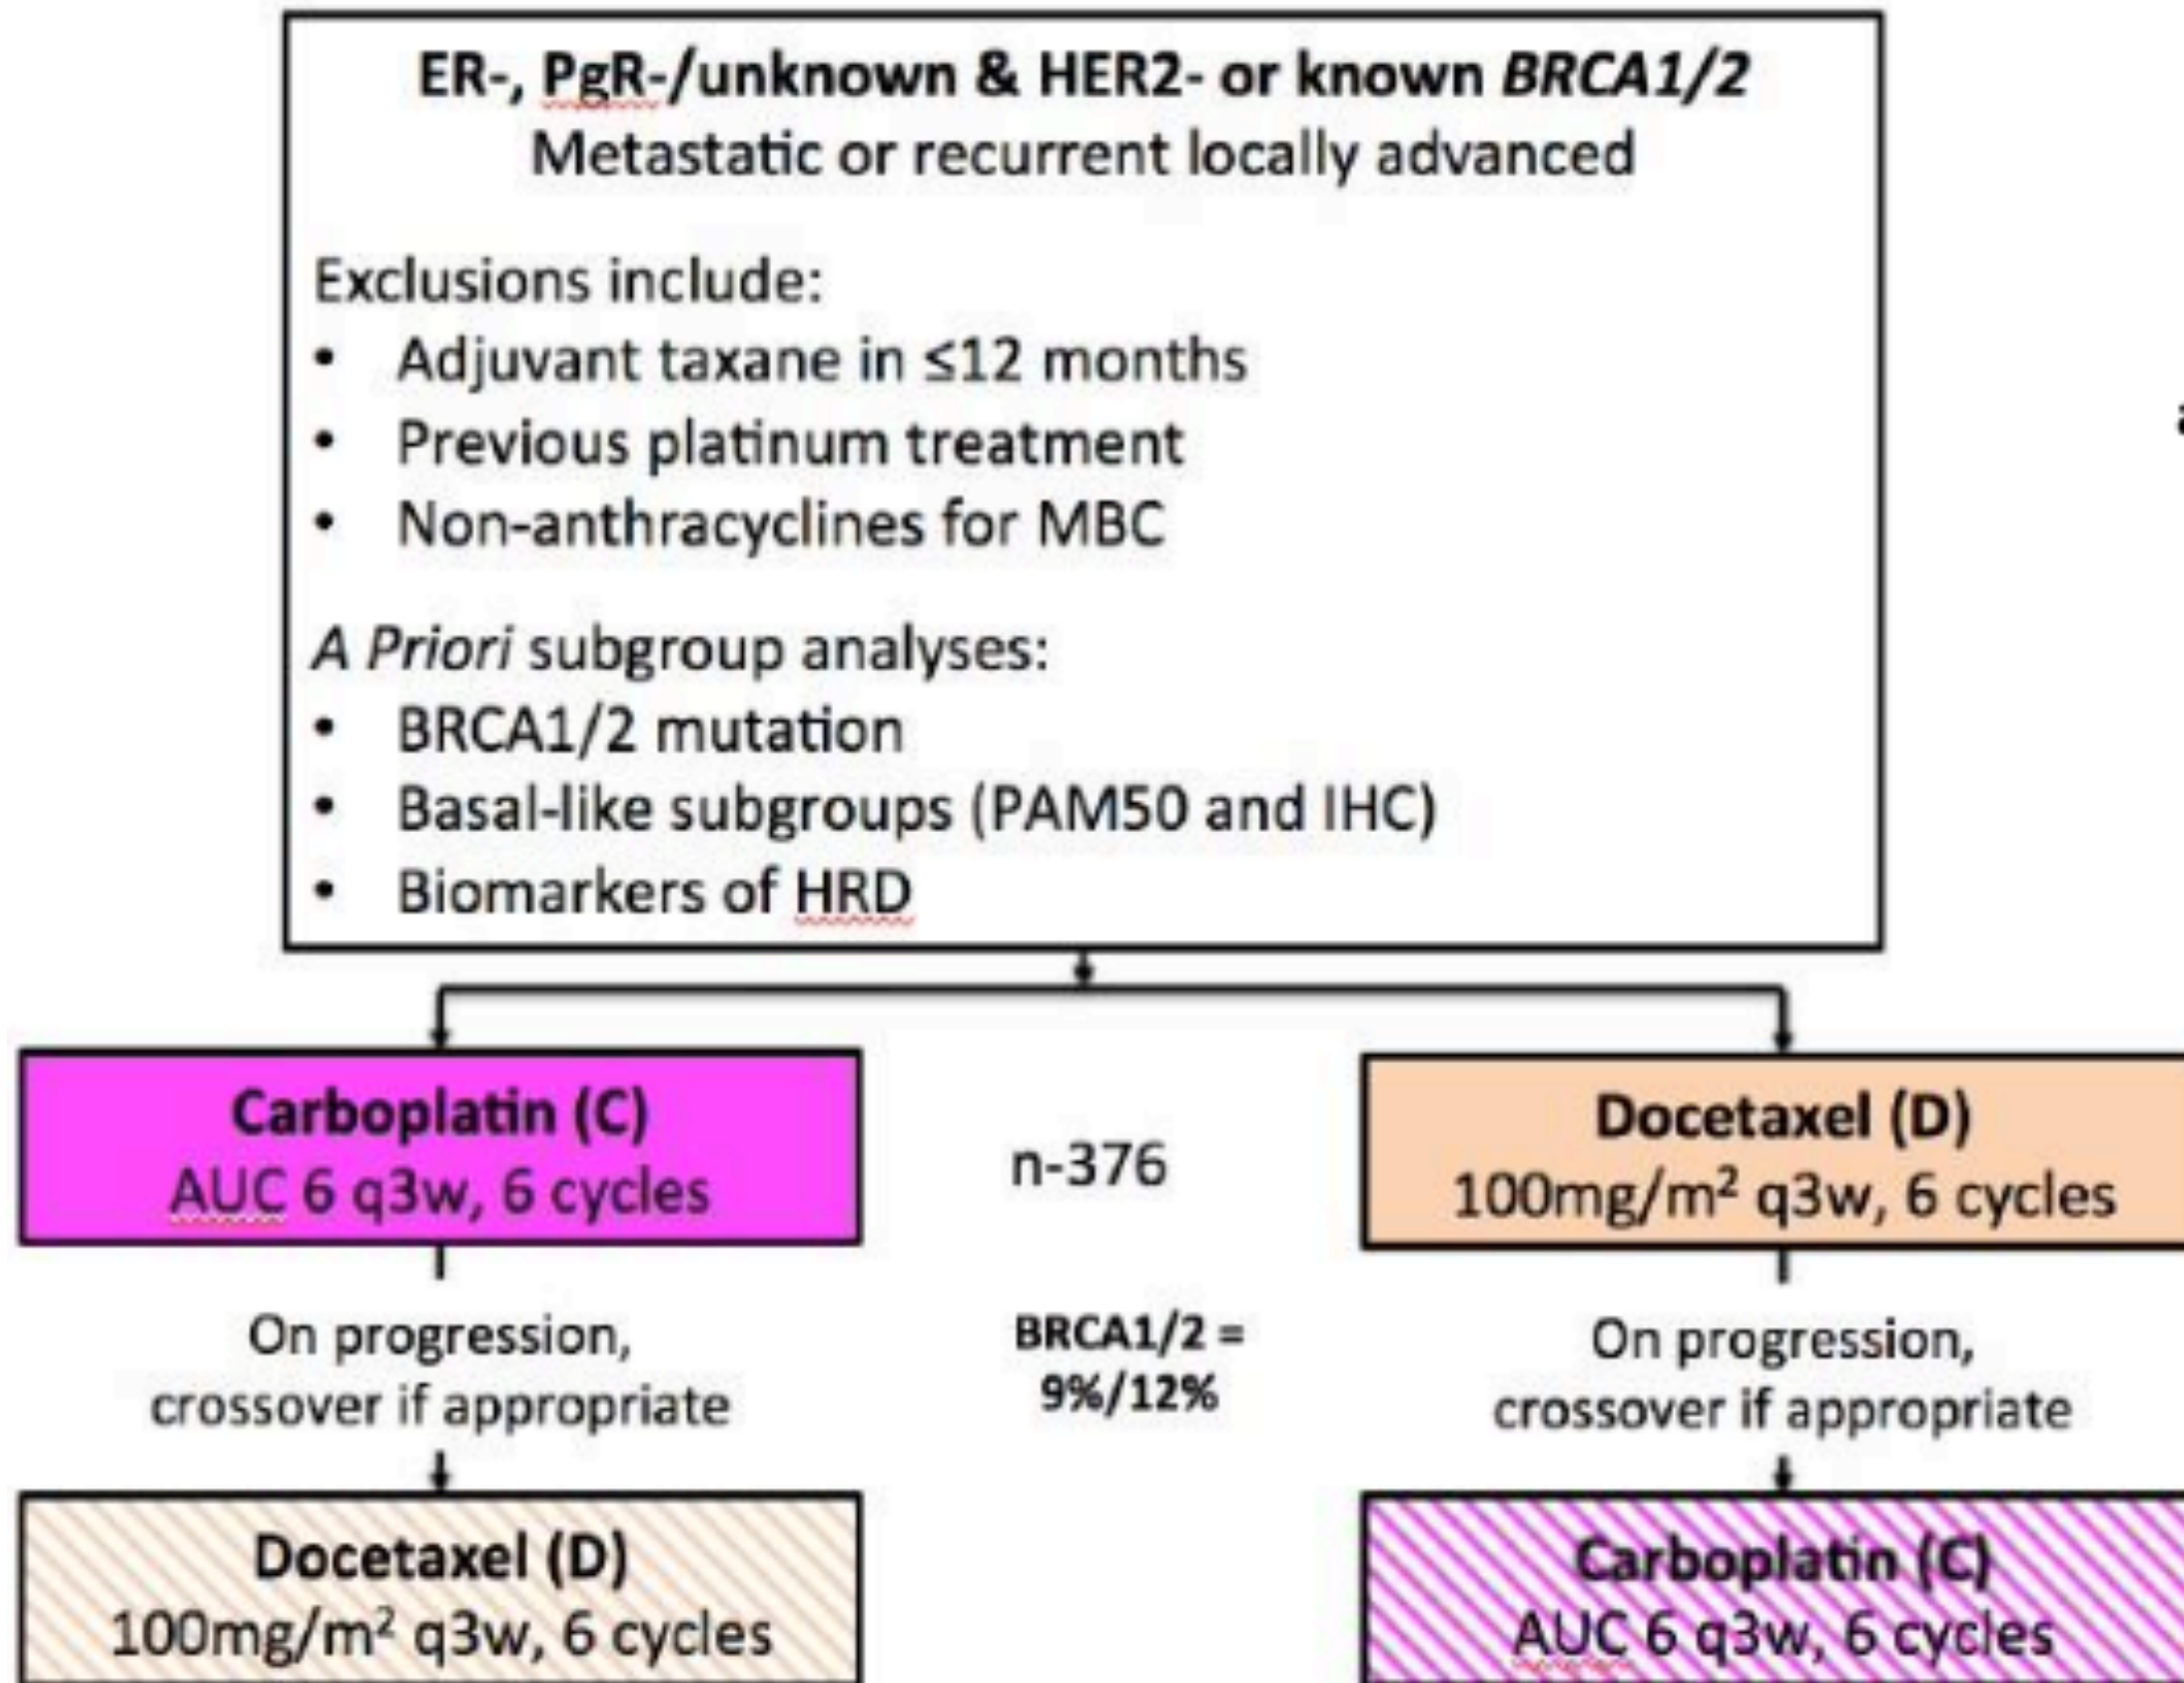 ER-, PgR-/unknown & HER2- or known BRCA1/2
Metastatic or recurrent locally advanced
Exclusions include:
• Adjuvant taxane in ≤12 months
• Previous platinum treatment
• Non-anthracyclines for MBC
A Priori subgroup analyses:
• BRCA1/2 mutation
• Basal-like subgroups (PAM50 and IHC)
• Biomarkers of HRD
Carboplatin (C)
AUC 6 q3w, 6 cycles
n-376
Docetaxel (D)
100mg/m² q3w, 6 cycles
On progression,
crossover if appropriate
BRCA1/2 =
9%/12%
On progression,
crossover if appropriate
Docetaxel (D)
100mg/m² q3w, 6 cycles
Carboplatin (C)
AUC 6 q3w, 6 cycles